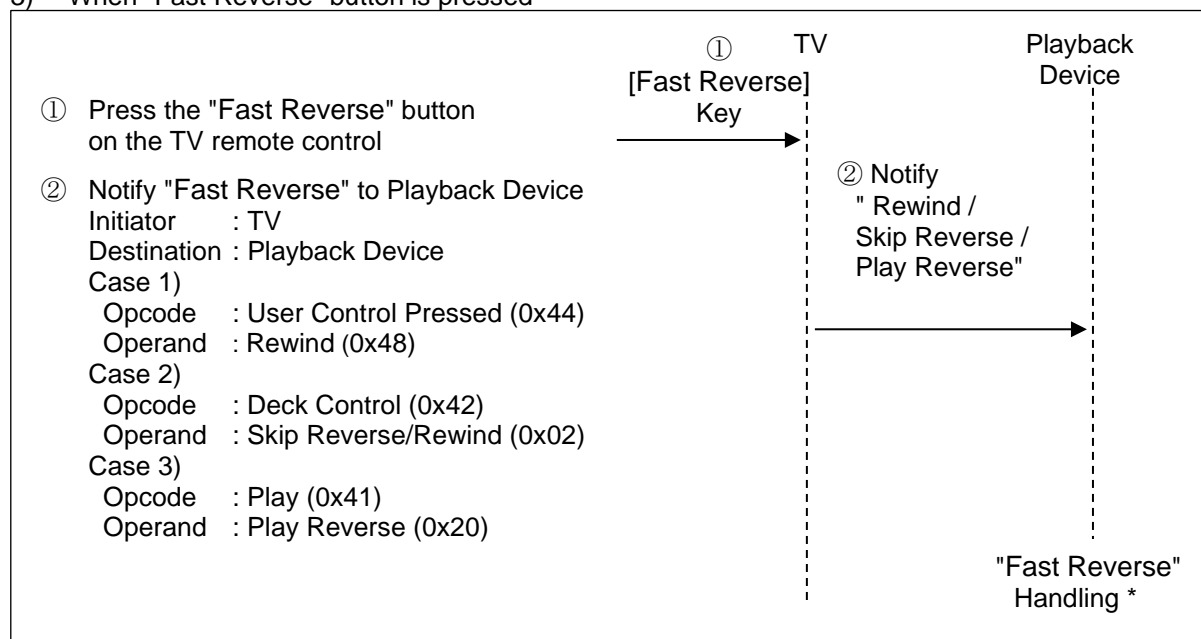 When "Fast Reverse" button is pressed
① Press the "Fast Reverse" button
on the TV remote control
② Notify "Fast Reverse" to Playback Device
Initiator : TV
Destination : Playback Device
Case 1)
Opcode : User Control Pressed (0x44)
Operand : Rewind (0x48)
Case 2)
Opcode : Deck Control (0x42)
Operand : Skip Reverse/Rewind (0x02)
Case 3)
Opcode : Play (0x41)
Operand : Play Reverse (0x20)
①
[Fast Reverse]
Key
TV
Playback
Device
② Notify
" Rewind /
Skip Reverse /
Play Reverse"
"Fast Reverse"
Handling *